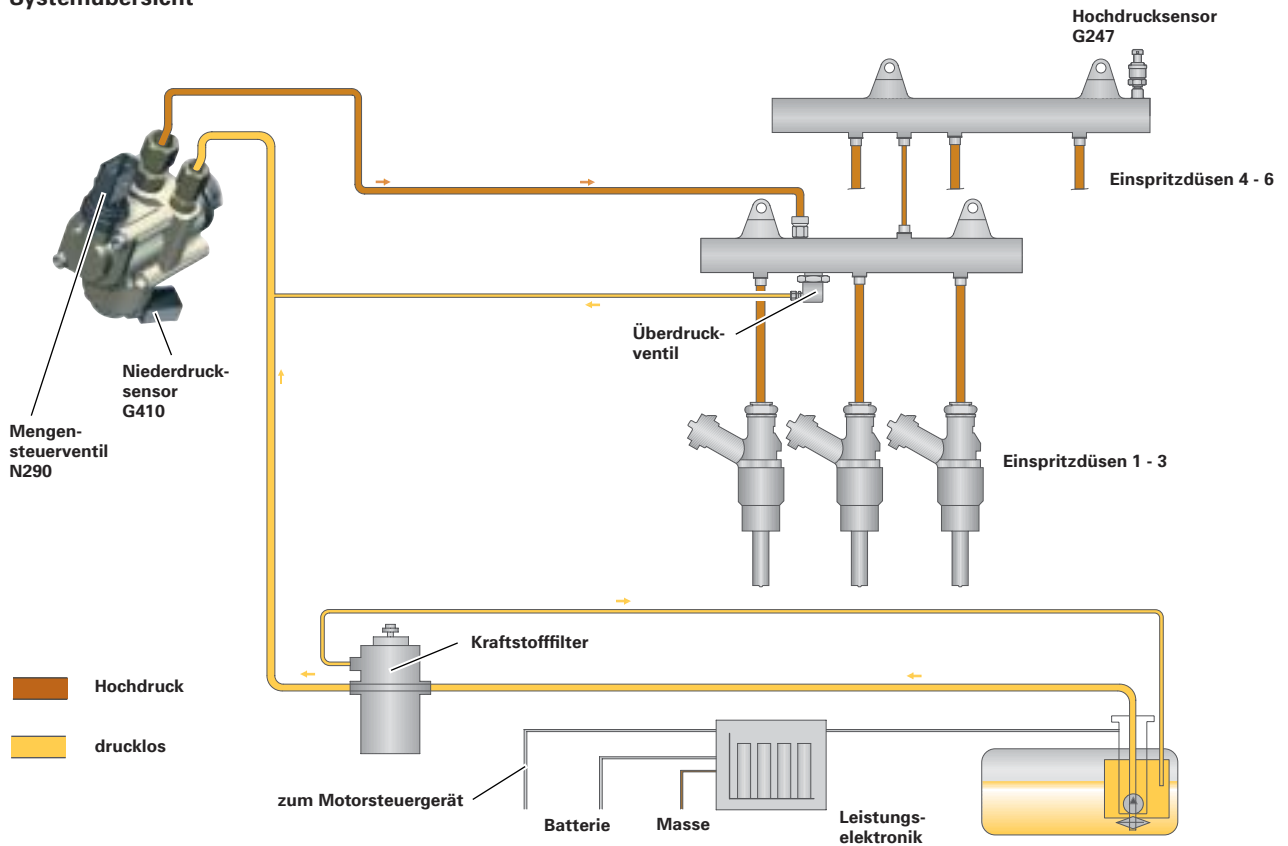 Systemübersicht
Hochdrucksensor
G247
Einspritzdüsen 4 - 6
Überdruck-
ventil
Niederdruck-
sensor
G410
Mengen-
steuerventil
N290
Einspritzdüsen 1 - 3
Kraftstofffilter
Hochdruck
drucklos
zum Motorsteuergerät
Batterie
Masse
Leistungs-
elektronik